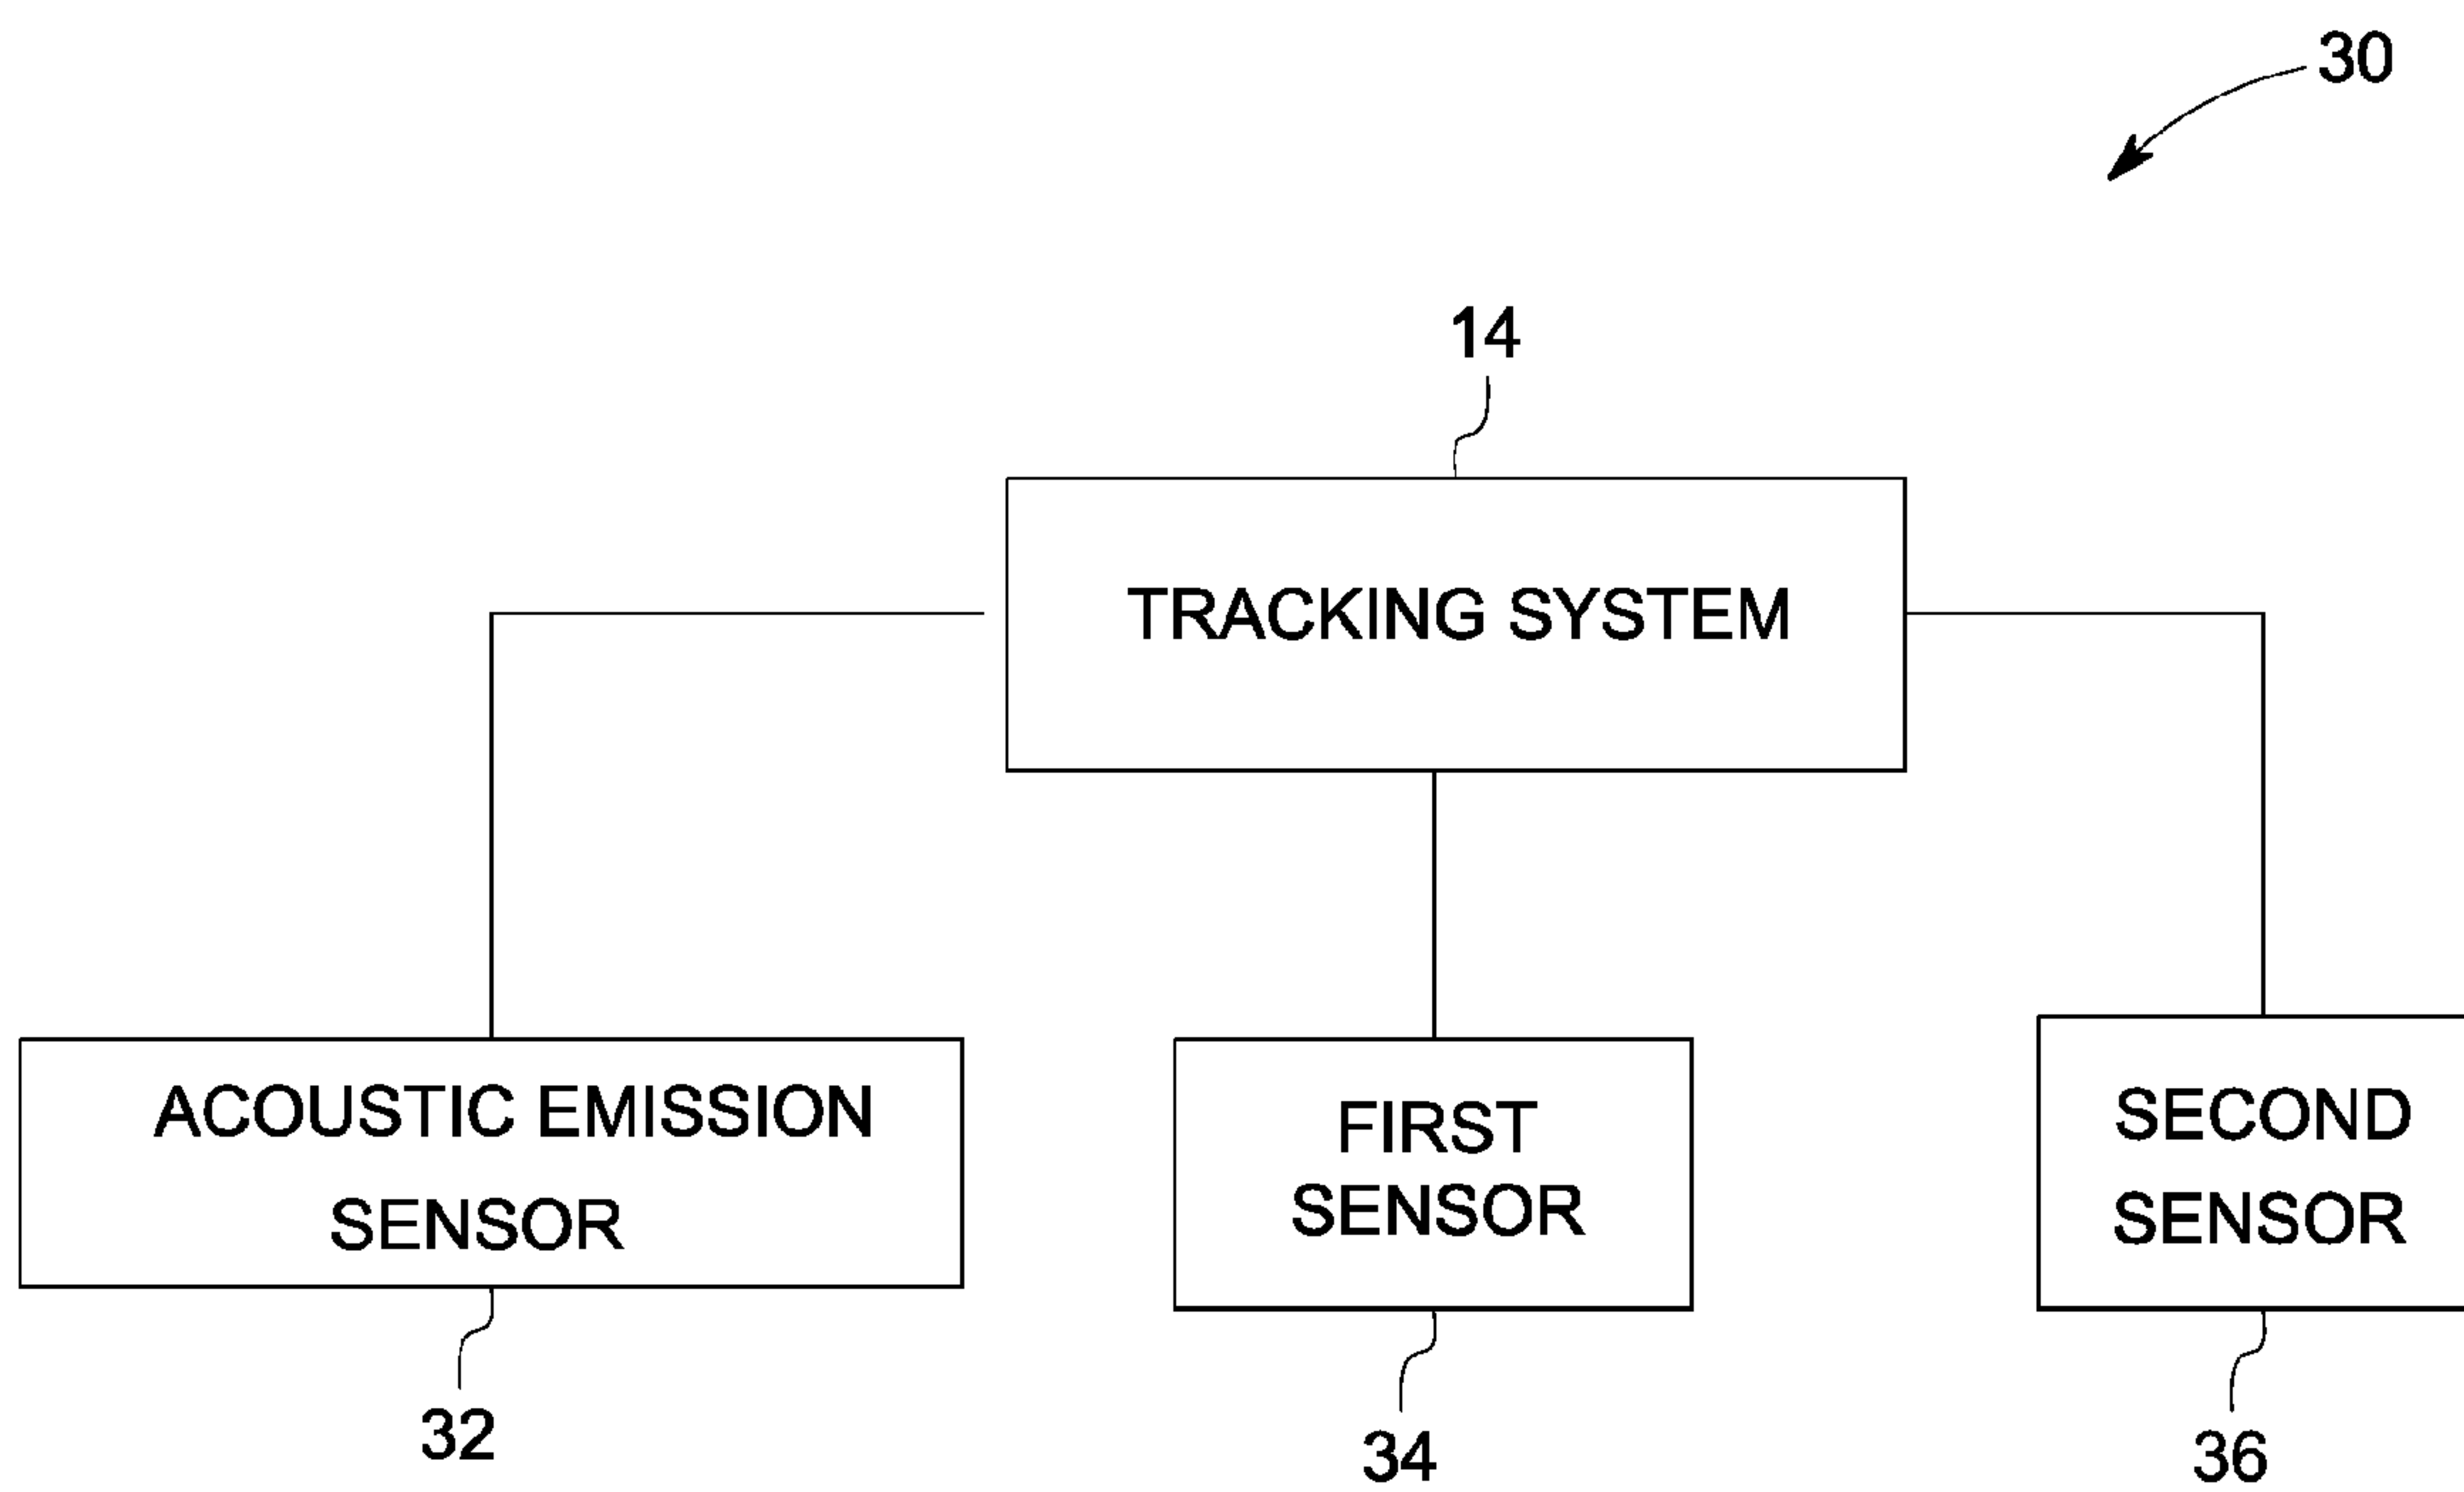 30
14
TRACKING SYSTEM
ACOUSTIC EMISSION
SENSOR
FIRST
SENSOR
SECOND
SENSOR
32
34
36